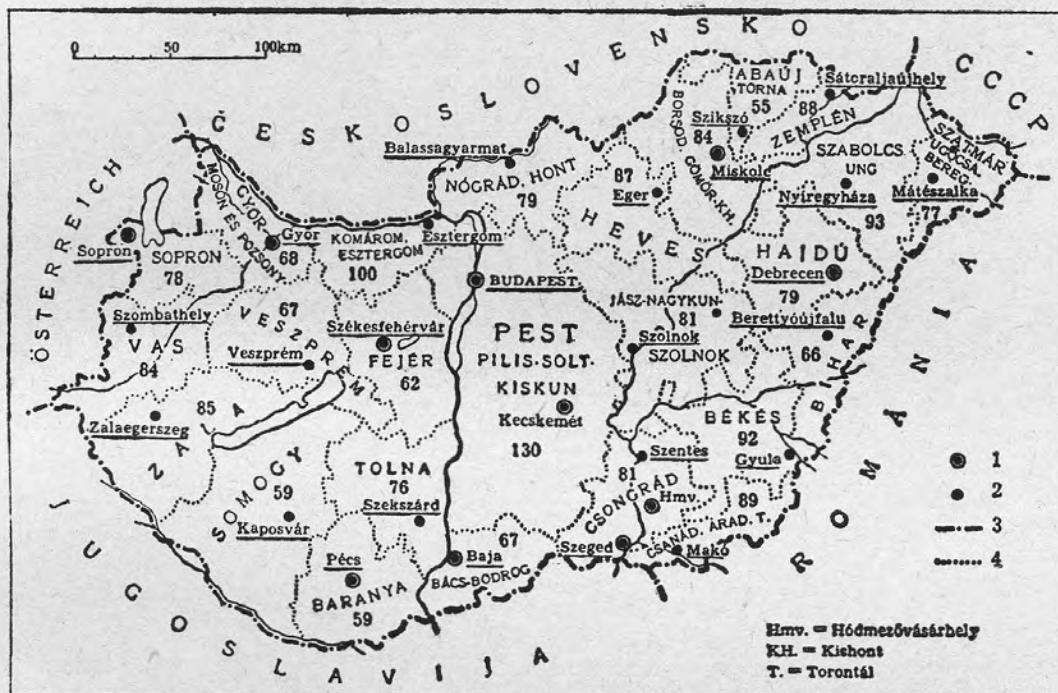 0 50 100km
ČESKOSLOVENSKO
CCCP
ÖSTERREICH
JUGOSLAVIJA
ROMANIA
ABAÚJ
TORNA
55
Sátoraljaújhely
88
ZEMPLÉN
Szikszó
84
BORSOD, GÖMÖR-KH.
Miskolc
SZABOLCS
UNG
Nyíregyháza
93
SZATMÁR
UGOCSA
BEREG
Mátészalka
77
Balassagyarmat
NÓGRÁD, HONT
79
87
Eger
HEVES
HAJDÚ
Debrecen
79
MOSON ÉS POZSONY
GYŐR
Győr
68
KOMÁROM,
ESZTERGOM
100
Esztergom
Sopron
SOPRON
78
BUDAPEST
67
VESZPRÉM
Veszprém
Szombathely
VAS
84
Székesfehérvár
FEJÉR
62
JÁSZ-NAGYKUN-
81
Szolnok
SZOLNOK
Berettyóújfalu
66
BIHAR
PEST
PILIS-SOLT-
KISKUN
Kecskemét
130
85
Zalaegerszeg
ZALA
SOMOGY
59
Kaposvár
TOLNA
76
Szekszárd
BÉKÉS
92
Gyula
Szentes
81
CSONGRÁD
Hmv.
89
CSANÁD, ARAD, T.
Szeged
Makó
Pécs
BARANYA
59
67
Baja
BÁCS-BODROG
1
2
3
4
Hmv. = Hódmezővásárhely
KH. = Kishont
T. = Torontál